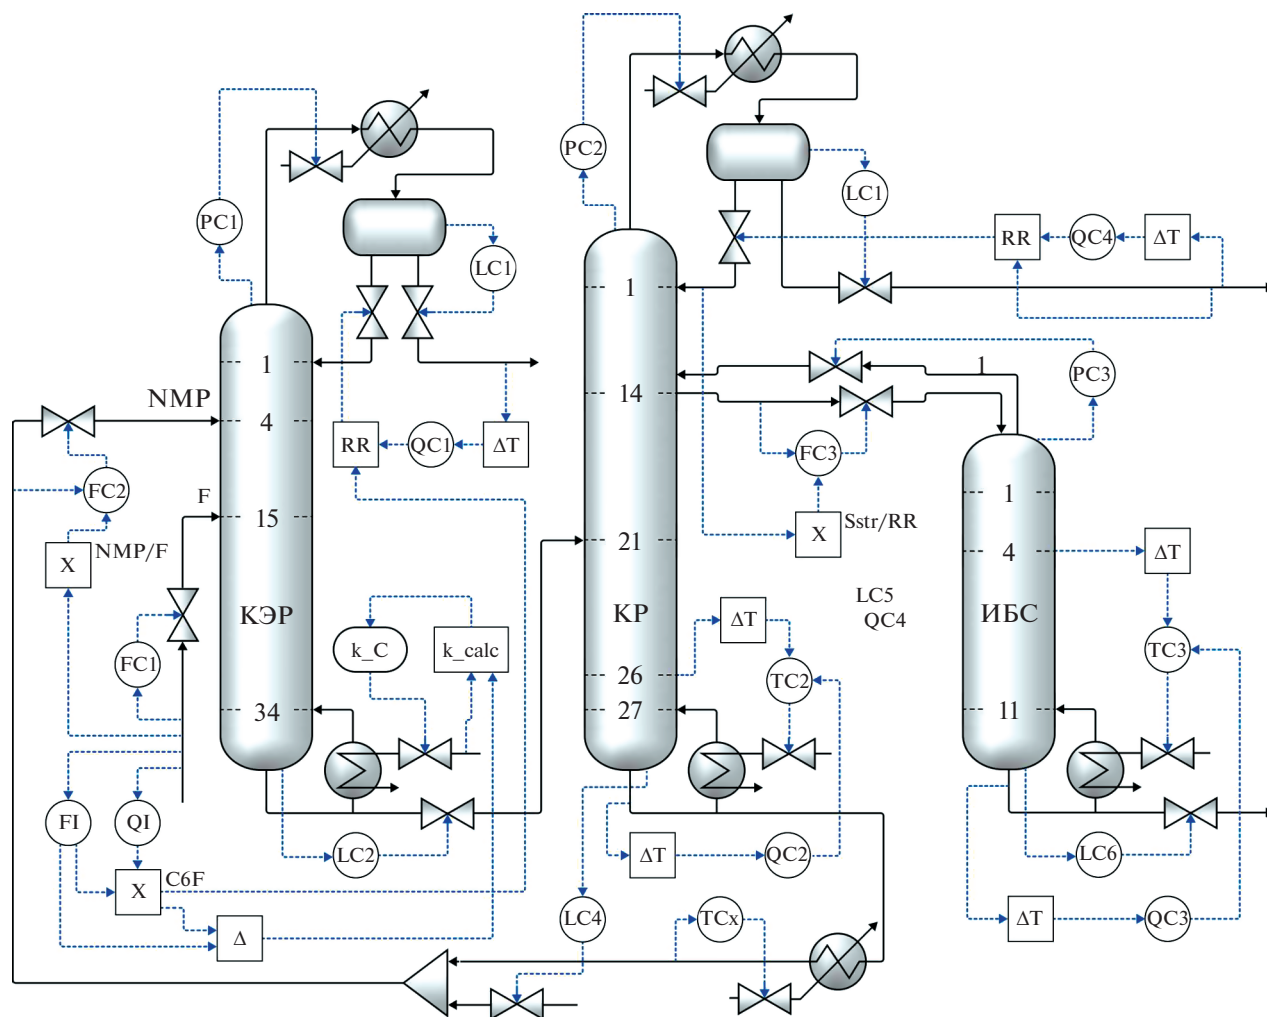 PC2
LC1
PC1
RR
QC4
ΔT
LC1
1
1
1
PC3
NMP
4
14
RR
QC1
ΔT
FC3
FC2
F
1
15
X
Sstr/RR
X
NMP/F
21
4
ΔT
LC5
QC4
КЭР
КР
ИБС
ΔT
k_C
k_calc
FC1
TC3
26
TC2
34
27
11
FI
QI
LC2
ΔT
QC2
LC6
X
C6F
LC4
TCx
ΔT
QC3
Δ